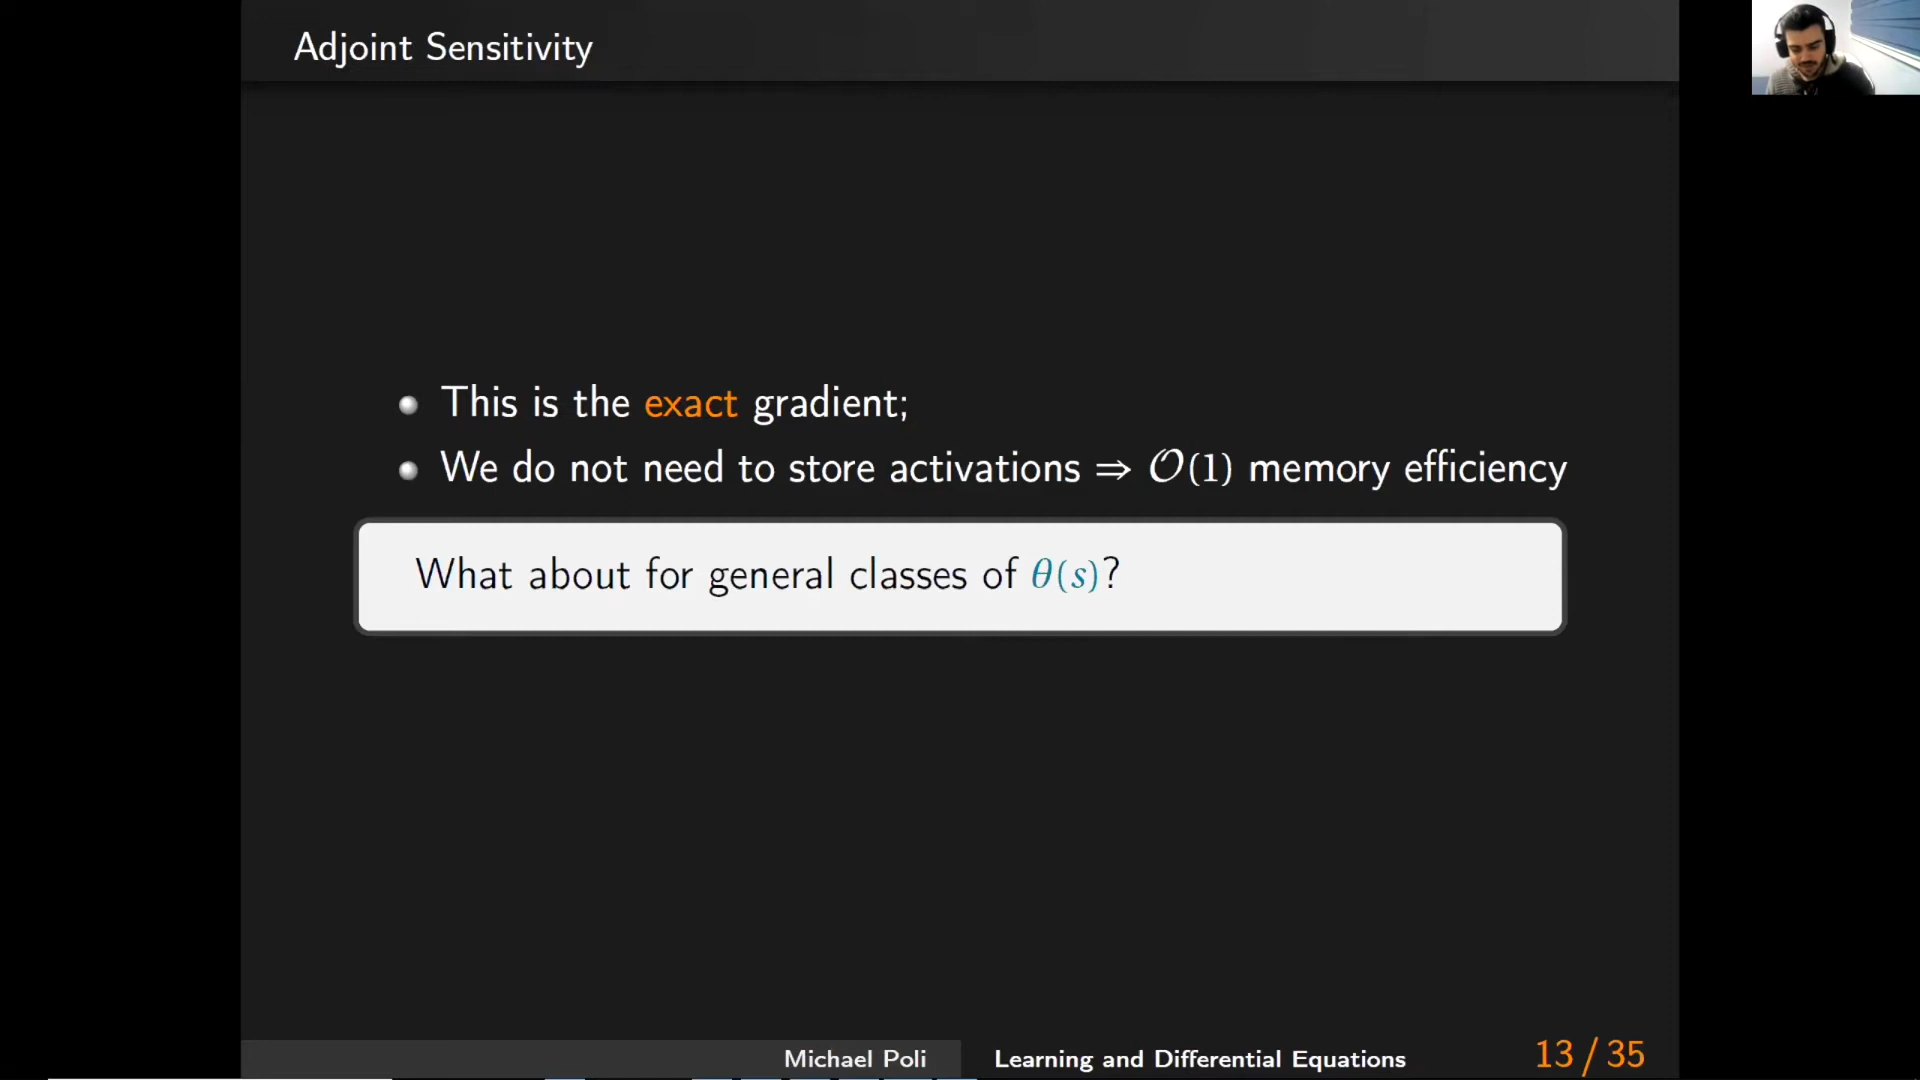 Adjoint Sensitivity
This is the exact gradient;
We do not need to store activations ⇒ 𝒪(1) memory efficiency
What about for general classes of θ(s)?
Michael Poli Learning and Differential Equations 13 / 35